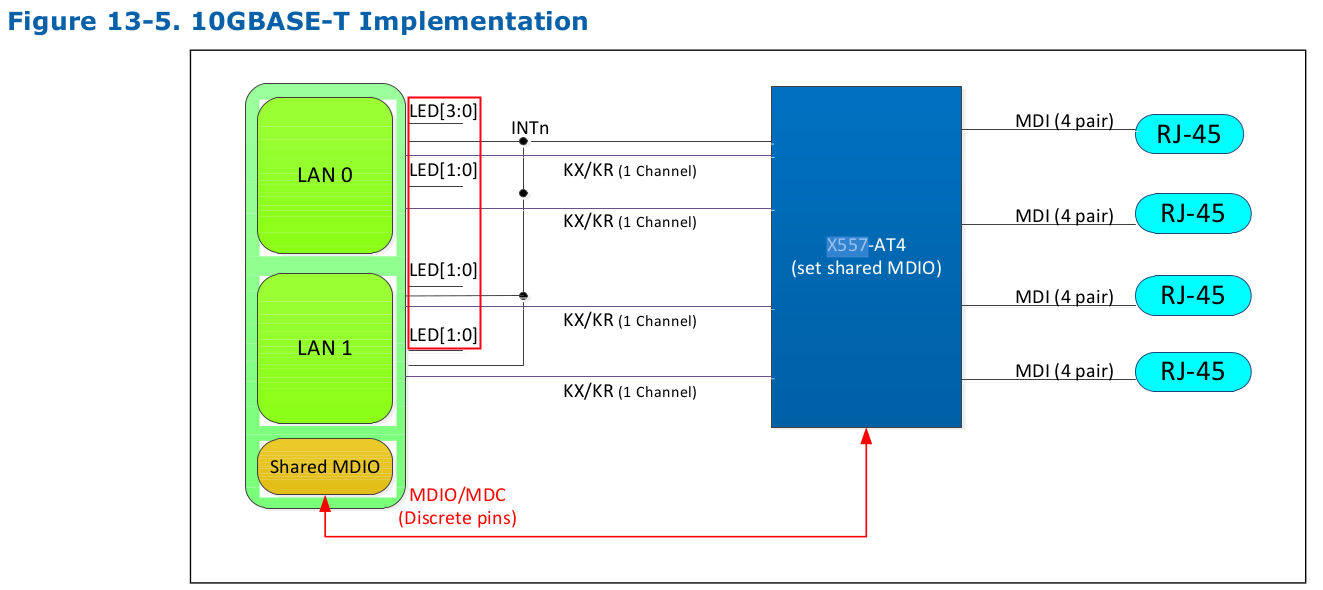 Figure 13-5. 10GBASE-T Implementation
LED[3:0]
INTn
MDI (4 pair)
RJ-45
LAN 0
LED[1:0]
KX/KR (1 Channel)
MDI (4 pair)
RJ-45
KX/KR (1 Channel)
X557-AT4
(set shared MDIO)
LED[1:0]
MDI (4 pair)
RJ-45
KX/KR (1 Channel)
LED[1:0]
LAN 1
MDI (4 pair)
RJ-45
KX/KR (1 Channel)
Shared MDIO
MDIO/MDC
(Discrete pins)